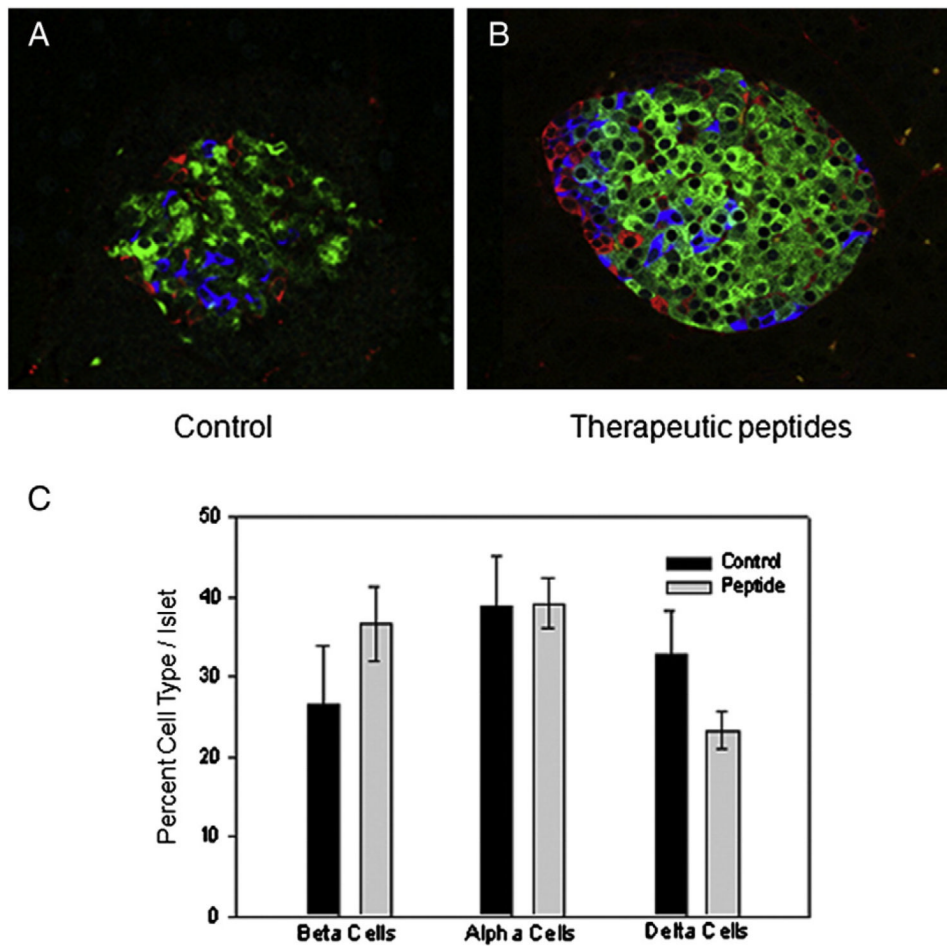 A
B
Control
Therapeutic peptides
C
Percent Cell Type / Islet
50
40
30
20
10
0
Control
Peptide
Beta Cells
Alpha Cells
Delta Cells